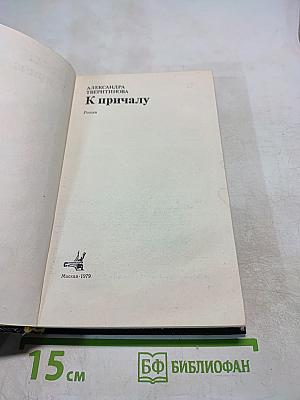 АЛЕКСАНДРА
ТВЕРИТИНОВА
К причалу
Роман
Москва · 1979
15 см
БФ БИБЛИОФАН